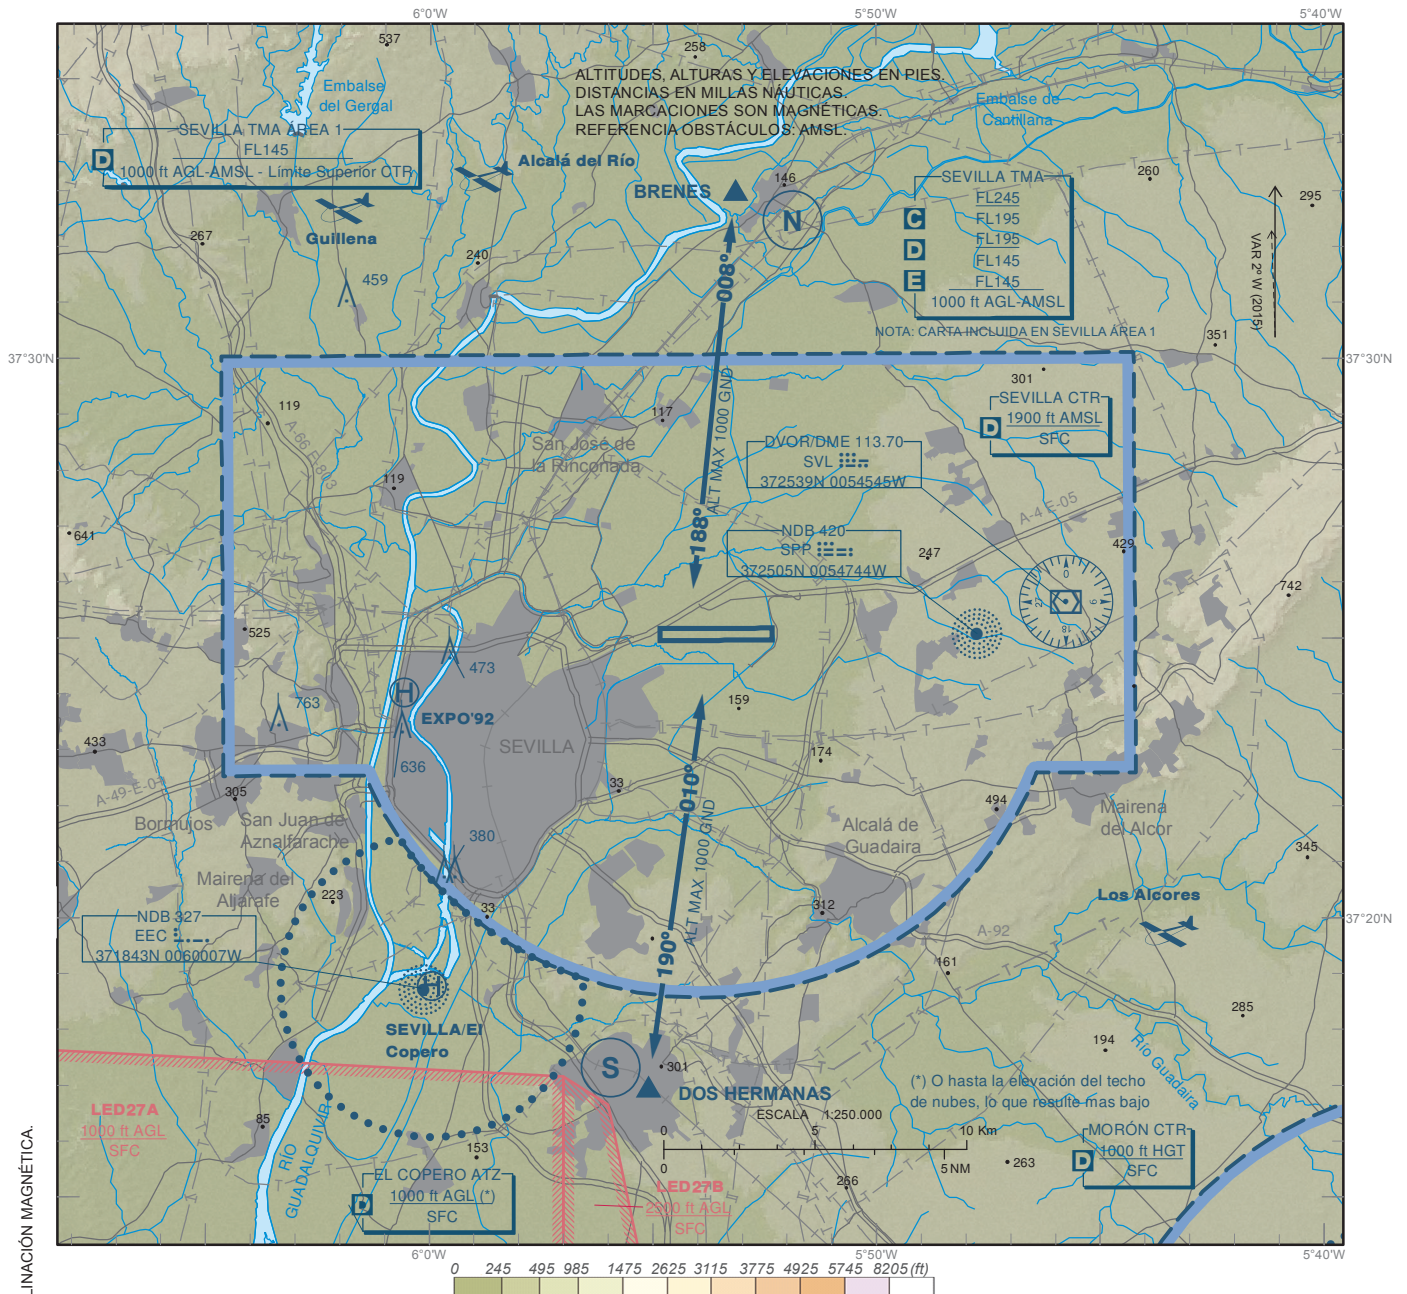 6°0'W
5°50'W
5°40'W
537
258
123
ALTITUDES, ALTURAS Y ELEVACIONES EN PIES.
DISTANCIAS EN MILLAS NÁUTICAS.
LAS MARCACIONES SON MAGNÉTICAS.
REFERENCIA OBSTÁCULOS: AMSL.
Embalse
del Gergal
Embalse de
Cantillana
SEVILLA TMA ÁREA 1
FL145
D
1000 ft AGL-AMSL - Límite Superior CTR
Alcalá del Río
BRENES
146
N
SEVILLA TMA
FL245
C
FL195
FL195
D
FL145
E
FL145
1000 ft AGL-AMSL
260
295
Guillena
267
240
459
008°
VAR 2º W (2015)
NOTA: CARTA INCLUIDA EN SEVILLA ÁREA 1
351
37°30'N
37°30'N
301
SEVILLA CTR
D
1900 ft AMSL
SFC
119
A-66 E-803
117
San José de
la Rinconada
ALT MAX 1000 GND
DVOR/DME 113.70
SVL
372539N 0054545W
119
188°
A-4 E-05
NDB 420
SPP
372505N 0054744W
247
429
641
742
0
9
18
27
525
473
H
EXPO'92
763
636
159
433
SEVILLA
174
A-49-E-01
305
33
010°
494
Bormujos
San Juan de
Aznalfarache
380
ALT MAX 1000 GND
Alcalá de
Guadaira
Mairena
del Alcor
345
Mairena del
Aljarafe
223
Los Alcores
33
312
37°20'N
NDB 327
EEC
371843N 0060007W
A-92
190°
161
H
285
SEVILLA/El
Copero
194
S
301
Río Guadaira
DOS HERMANAS
(*) O hasta la elevación del techo
de nubes, lo que resulte mas bajo
LED27A
1000 ft AGL
SFC
85
RÍO
GUADALQUIVIR
ESCALA 1:250.000
0
5
10 Km
0
5 NM
MORÓN CTR
D
1000 ft HGT
SFC
153
263
EL COPERO ATZ
D
1000 ft AGL (*)
SFC
LED27B
SFC
266
LINACIÓN MAGNÉTICA.
6°0'W
5°50'W
5°40'W
0 245 495 985 1475 2625 3115 3775 4925 5745 8205 (ft)